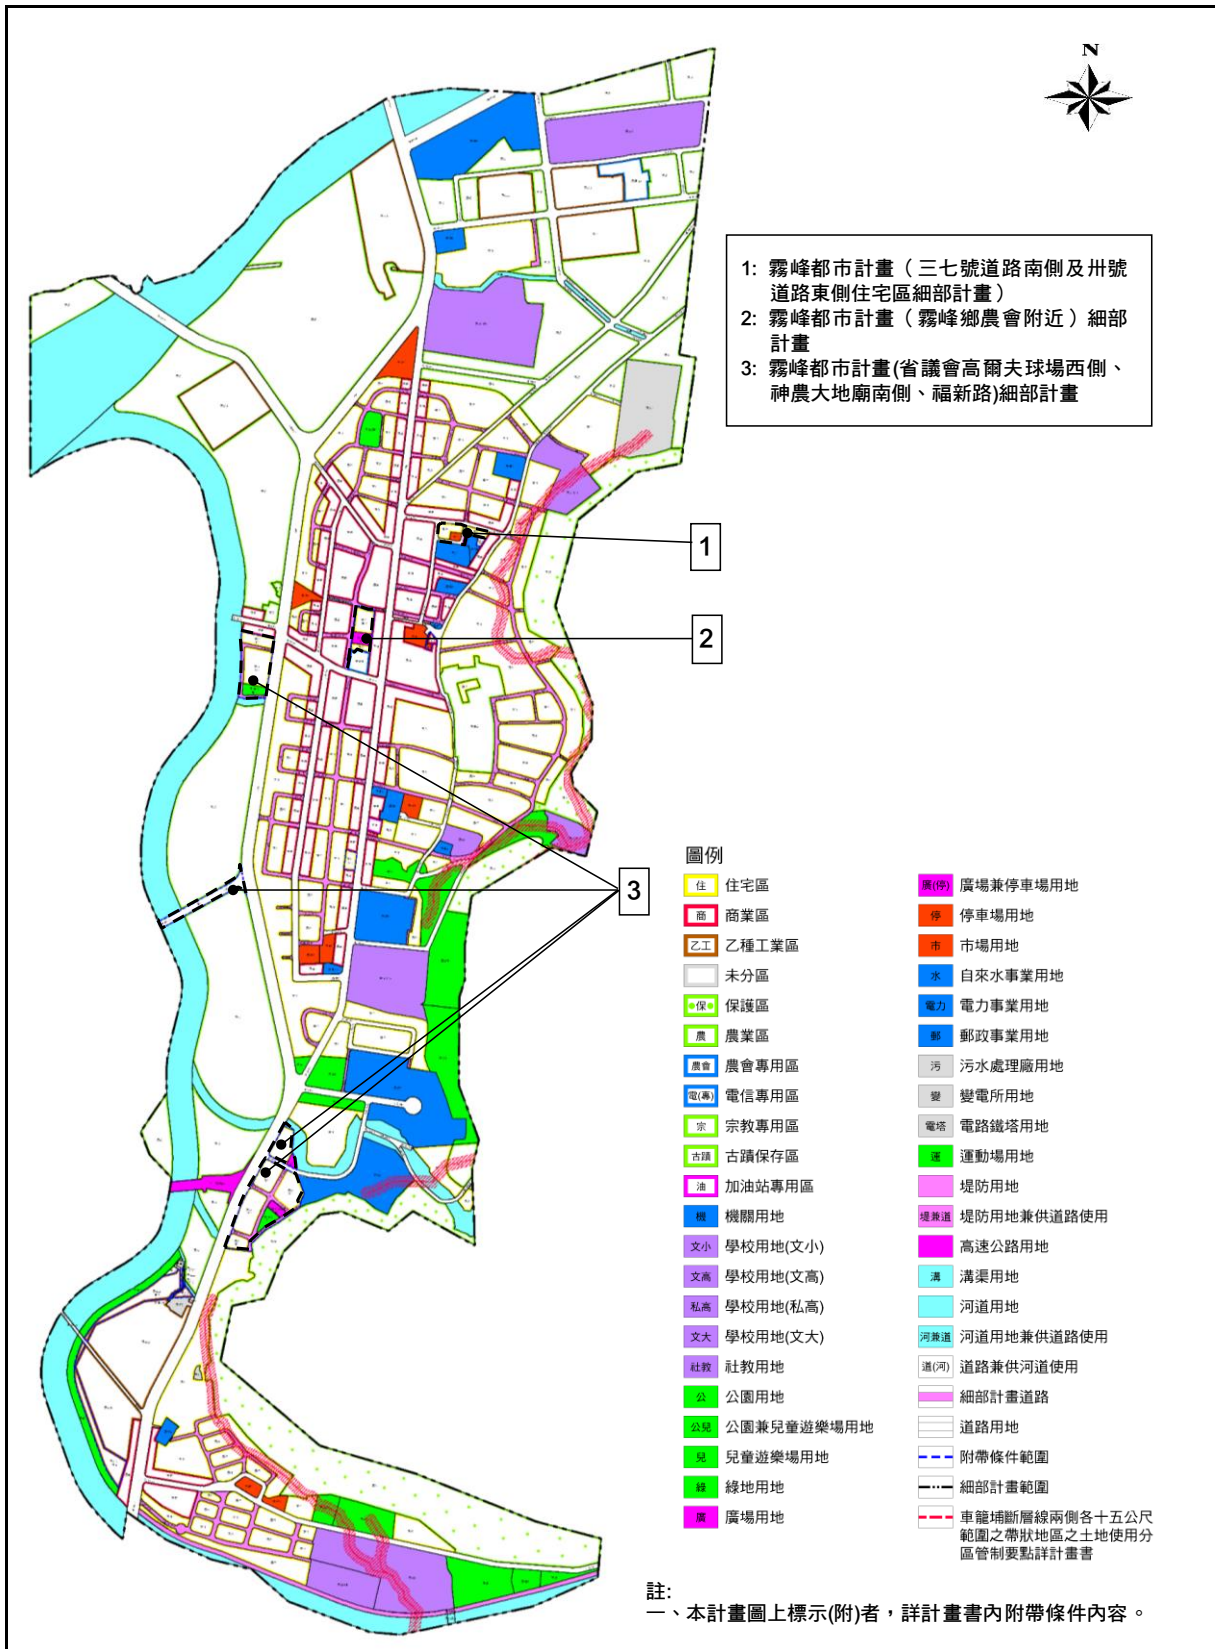 N
1: 霧峰都市計畫（三七號道路南側及卅號
道路東側住宅區細部計畫）
2: 霧峰都市計畫（霧峰鄉農會附近）細部
計畫
3: 霧峰都市計畫(省議會高爾夫球場西側、
神農大地廟南側、福新路)細部計畫
1
2
3
圖例
住 住宅區
商 商業區
乙工 乙種工業區
未分區
保 保護區
農 農業區
農會 農會專用區
電(專) 電信專用區
宗 宗教專用區
古蹟 古蹟保存區
油 加油站專用區
機 機關用地
文小 學校用地(文小)
文高 學校用地(文高)
私高 學校用地(私高)
文大 學校用地(文大)
社教 社教用地
公 公園用地
公兒 公園兼兒童遊樂場用地
兒 兒童遊樂場用地
綠 綠地用地
廣 廣場用地
廣(停) 廣場兼停車場用地
停 停車場用地
市 市場用地
水 自來水事業用地
電力 電力事業用地
郵 郵政事業用地
污 污水處理廠用地
變 變電所用地
電塔 電路鐵塔用地
運 運動場用地
堤防用地
堤兼道 堤防用地兼供道路使用
高速公路用地
溝 溝渠用地
河道用地
河兼道 河道用地兼供道路使用
道(河) 道路兼供河道使用
細部計畫道路
道路用地
附帶條件範圍
細部計畫範圍
車籠埔斷層線兩側各十五公尺
範圍之帶狀地區之土地使用分
區管制要點詳計畫書
註:
一、本計畫圖上標示(附)者，詳計畫書內附帶條件內容。